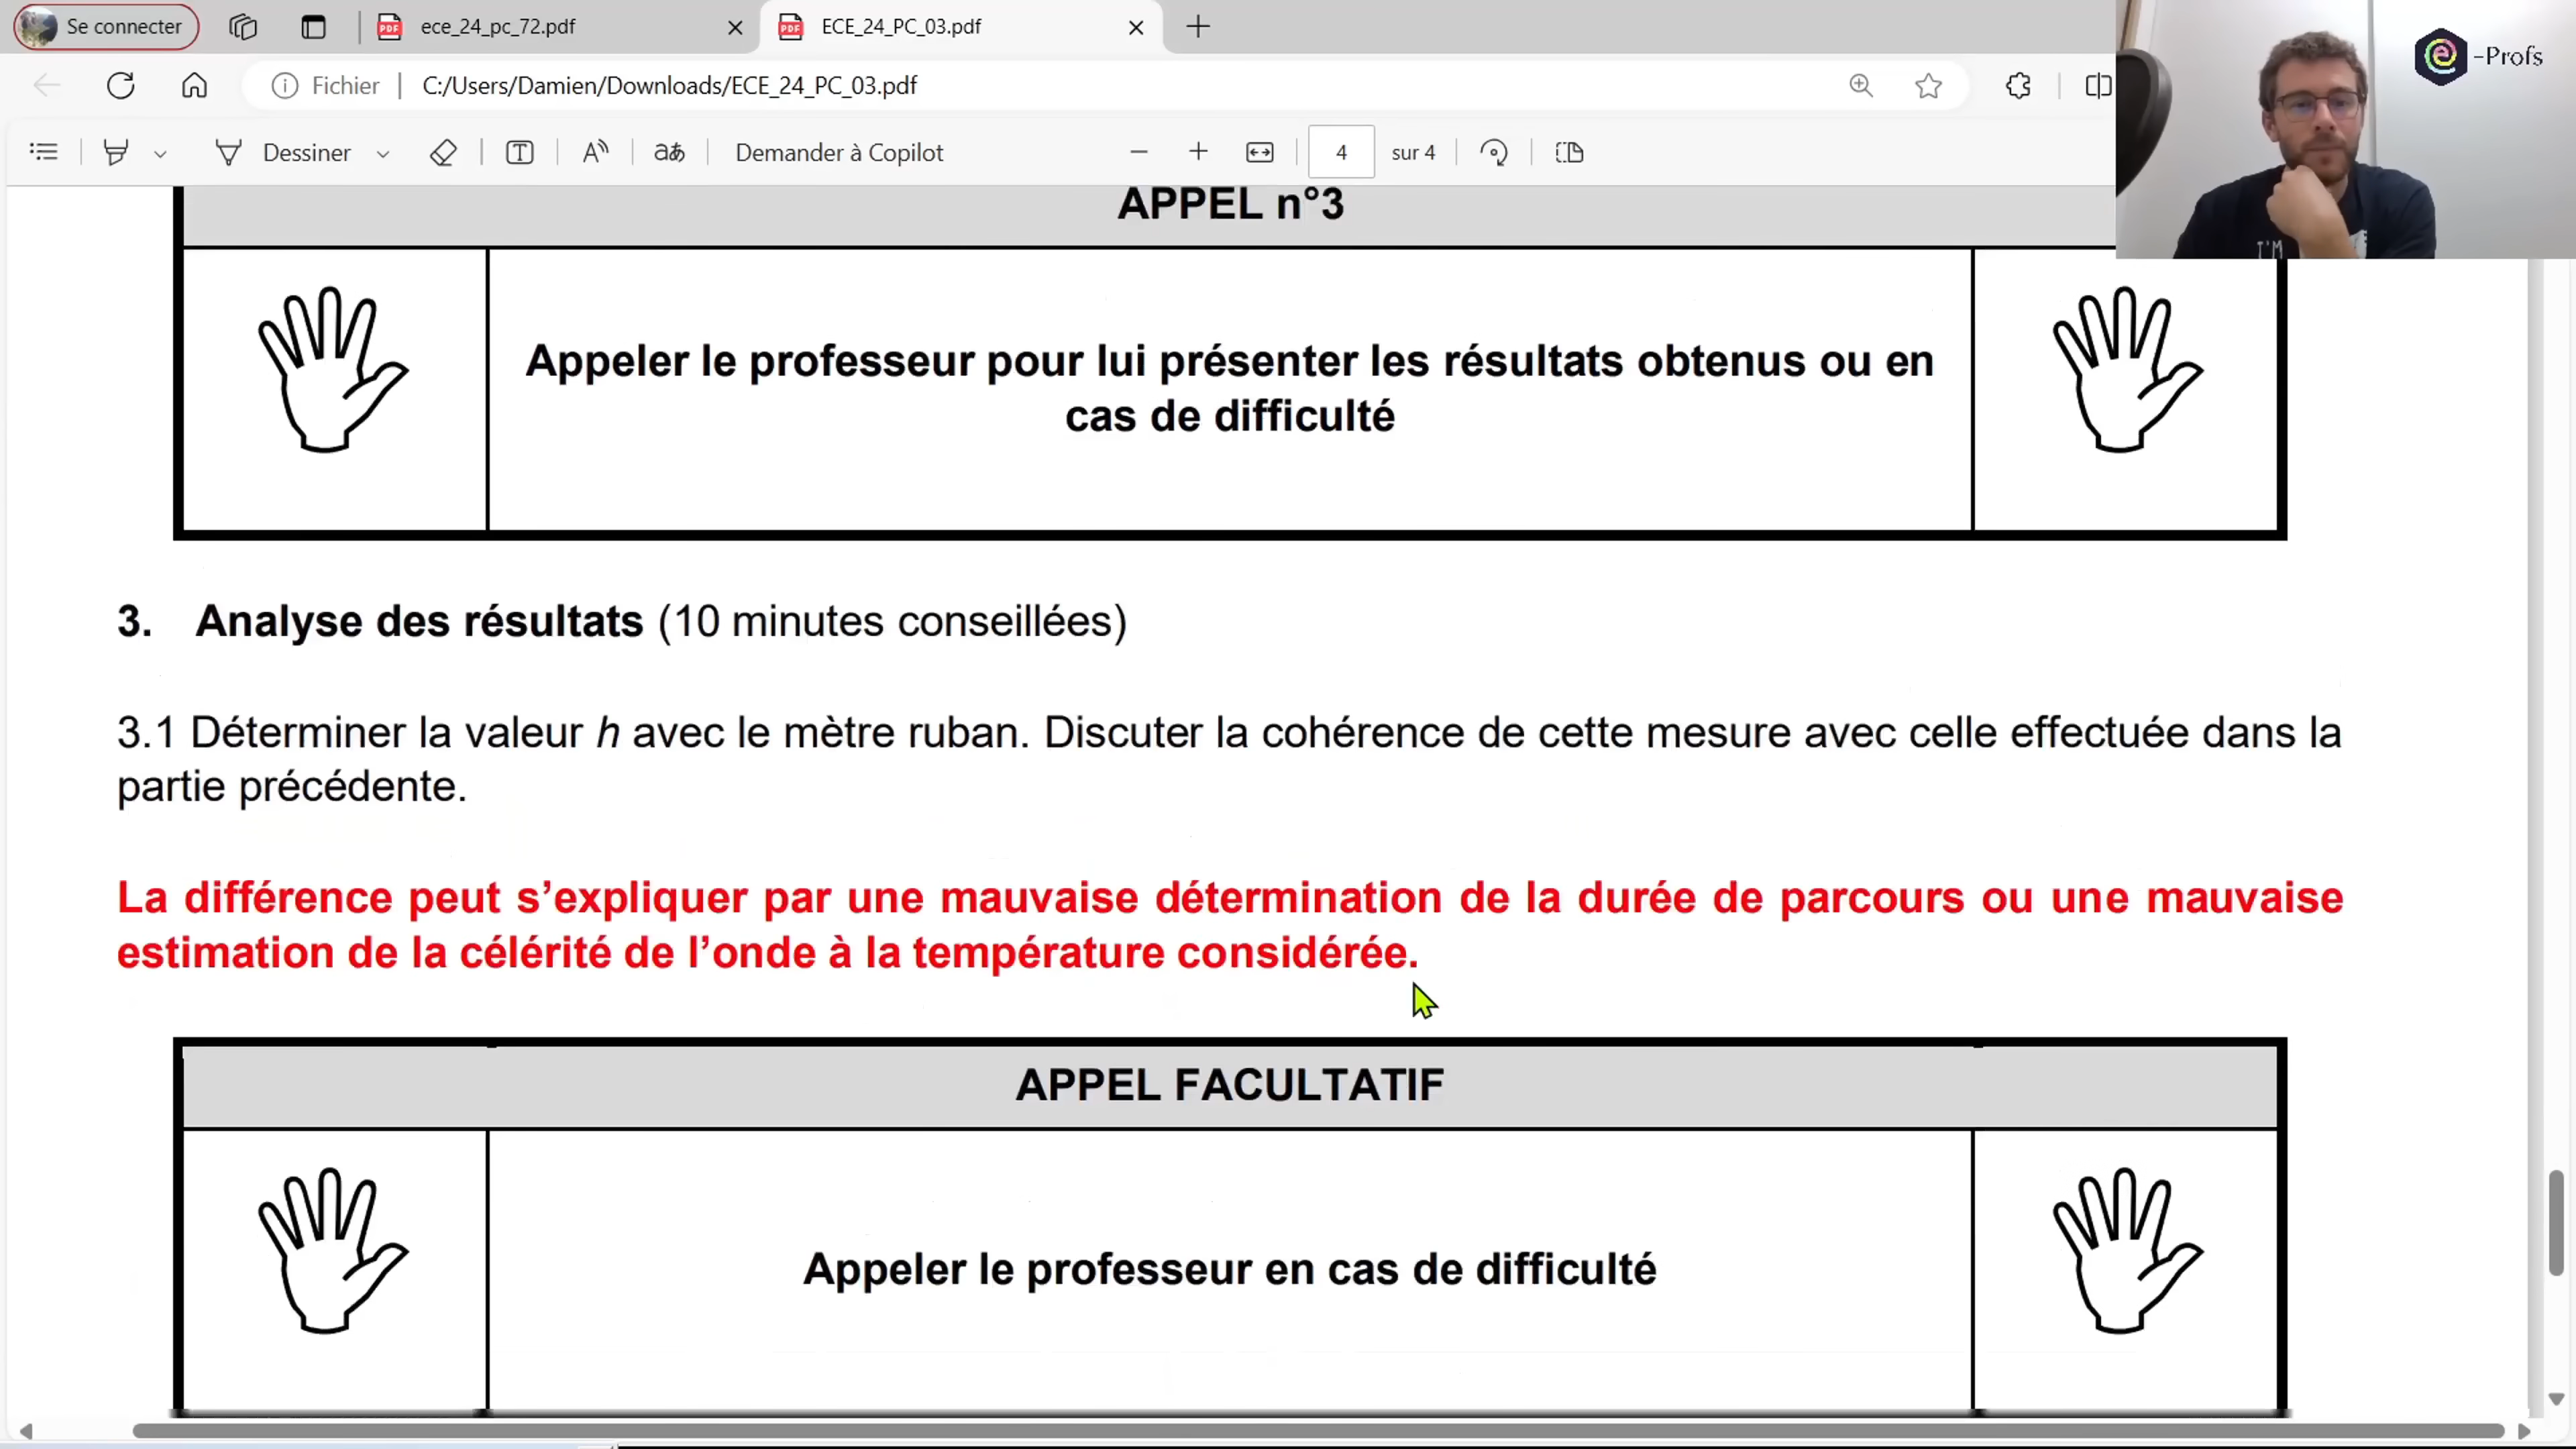 Se connecter
ece_24_pc_72.pdf
ECE_24_PC_03.pdf
Fichier
C:/Users/Damien/Downloads/ECE_24_PC_03.pdf
-Profs
Dessiner
Demander à Copilot
4
sur 4
I'M
APPEL n°3
Appeler le professeur pour lui présenter les résultats obtenus ou en
cas de difficulté
3. Analyse des résultats (10 minutes conseillées)
3.1 Déterminer la valeur h avec le mètre ruban. Discuter la cohérence de cette mesure avec celle effectuée dans la
partie précédente.
La différence peut s’expliquer par une mauvaise détermination de la durée de parcours ou une mauvaise
estimation de la célérité de l’onde à la température considérée.
APPEL FACULTATIF
Appeler le professeur en cas de difficulté